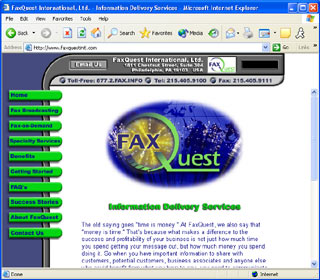 FaxQuest International, Ltd. - Information Delivery Services - Microsoft Internet Explorer
File Edit View Favorites Tools Help
Back Search Favorites
Address http://www.faxquestint.com Go Links
Email Us
FaxQuest International, Ltd.
1811 Chestnut Street, Suite 304
Philadelphia, PA 19103, USA
Toll-Free: 877.2.FAX.INFO Tel: 215.405.9100 Fax: 215.405.9111
Home
Fax Broadcasting
Fax-on-Demand
Specialty Services
Benefits
Getting Started
FAQ's
Success Stories
About FaxQuest
Contact Us
FAX
Quest
Information Delivery Services
The old saying goes "time is money." At FaxQuest, we also say that
"money is time." That's because what makes a difference to the
success and profitability of your business is not just how much time
you spend getting your message out, but how much money you spend
doing it. So when you have important information to share with
customers, potential customers, business associates and anyone else
Done Internet